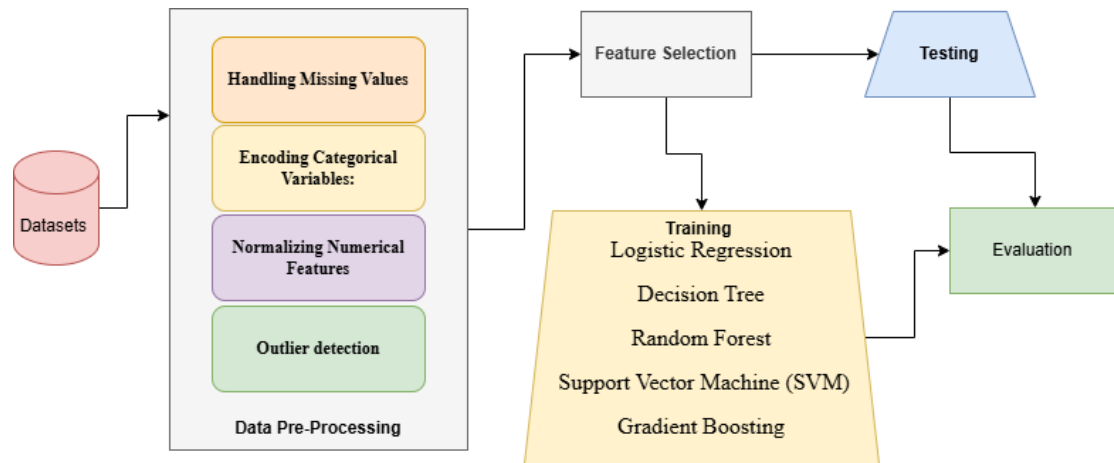 Datasets
Handling Missing Values
Encoding Categorical
Variables:
Normalizing Numerical
Features
Outlier detection
Data Pre-Processing
Feature Selection
Testing
Training
Logistic Regression
Decision Tree
Random Forest
Support Vector Machine (SVM)
Gradient Boosting
Evaluation